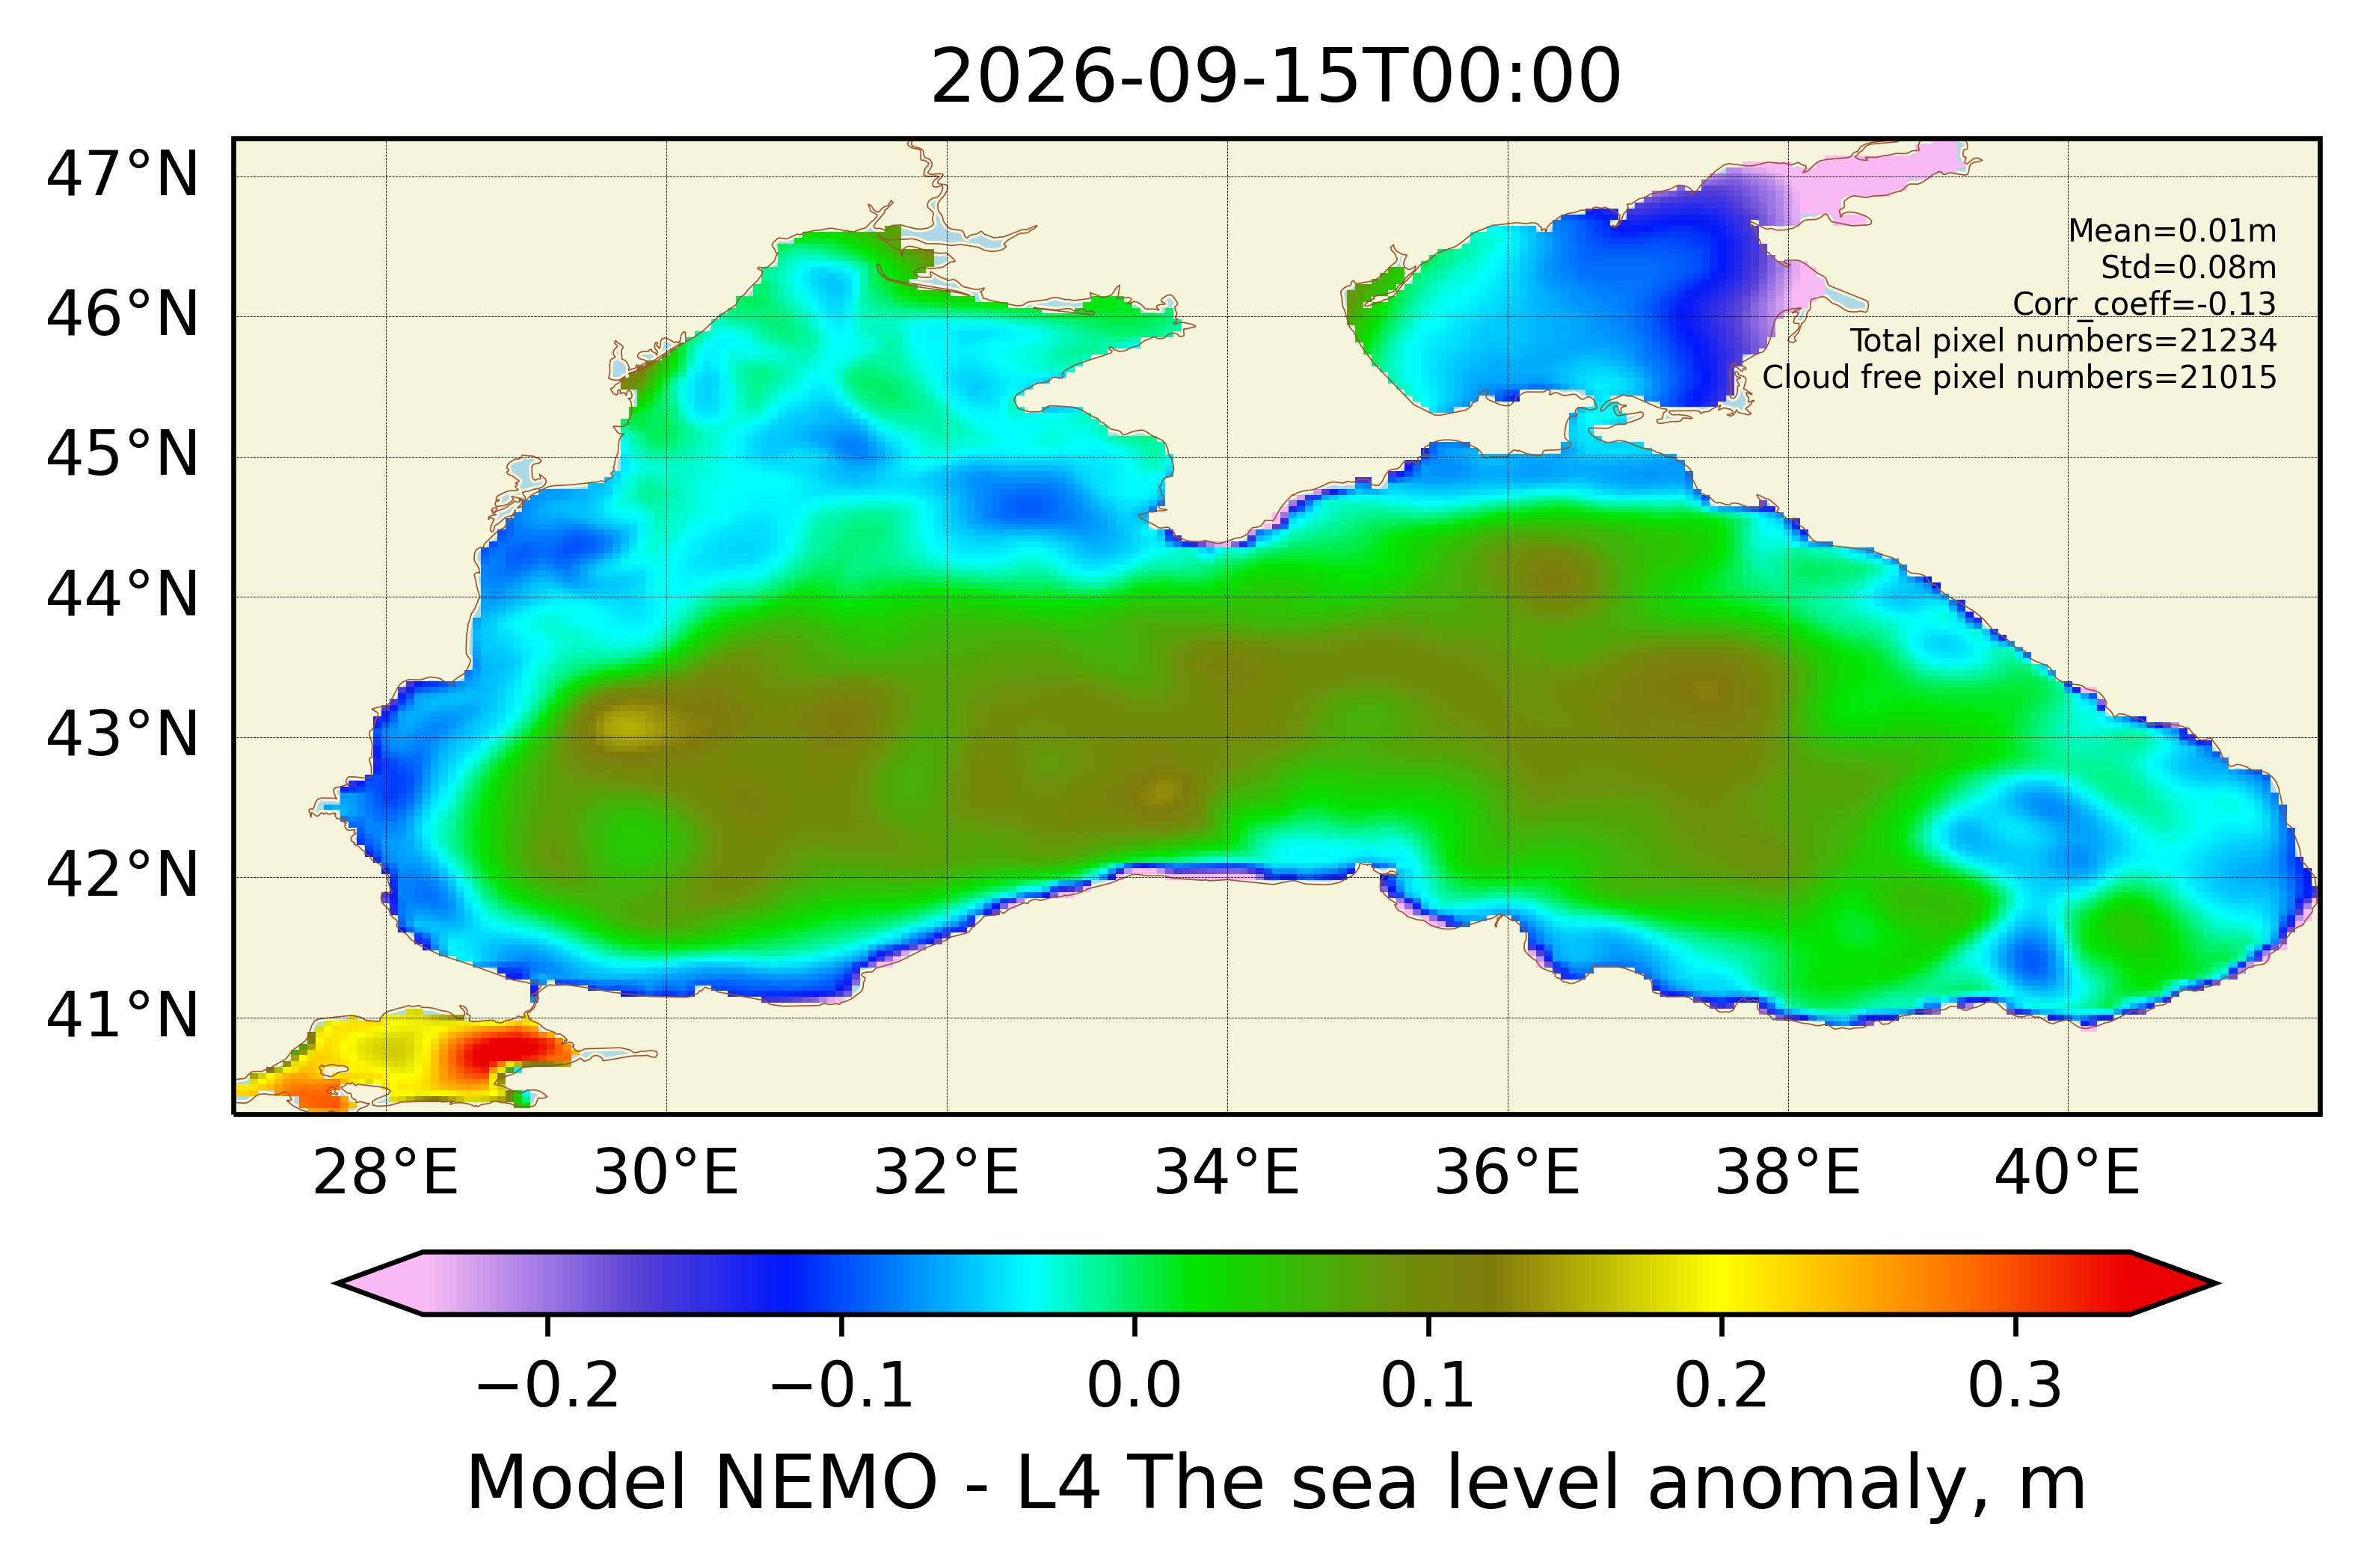 2026-09-15T00:00
47°N
46°N
45°N
44°N
43°N
42°N
41°N
Mean=0.01m
Std=0.08m
Corr_coeff=-0.13
Total pixel numbers=21234
Cloud free pixel numbers=21015
28°E 30°E 32°E 34°E 36°E 38°E 40°E
−0.2 −0.1 0.0 0.1 0.2 0.3
Model NEMO - L4 The sea level anomaly, m